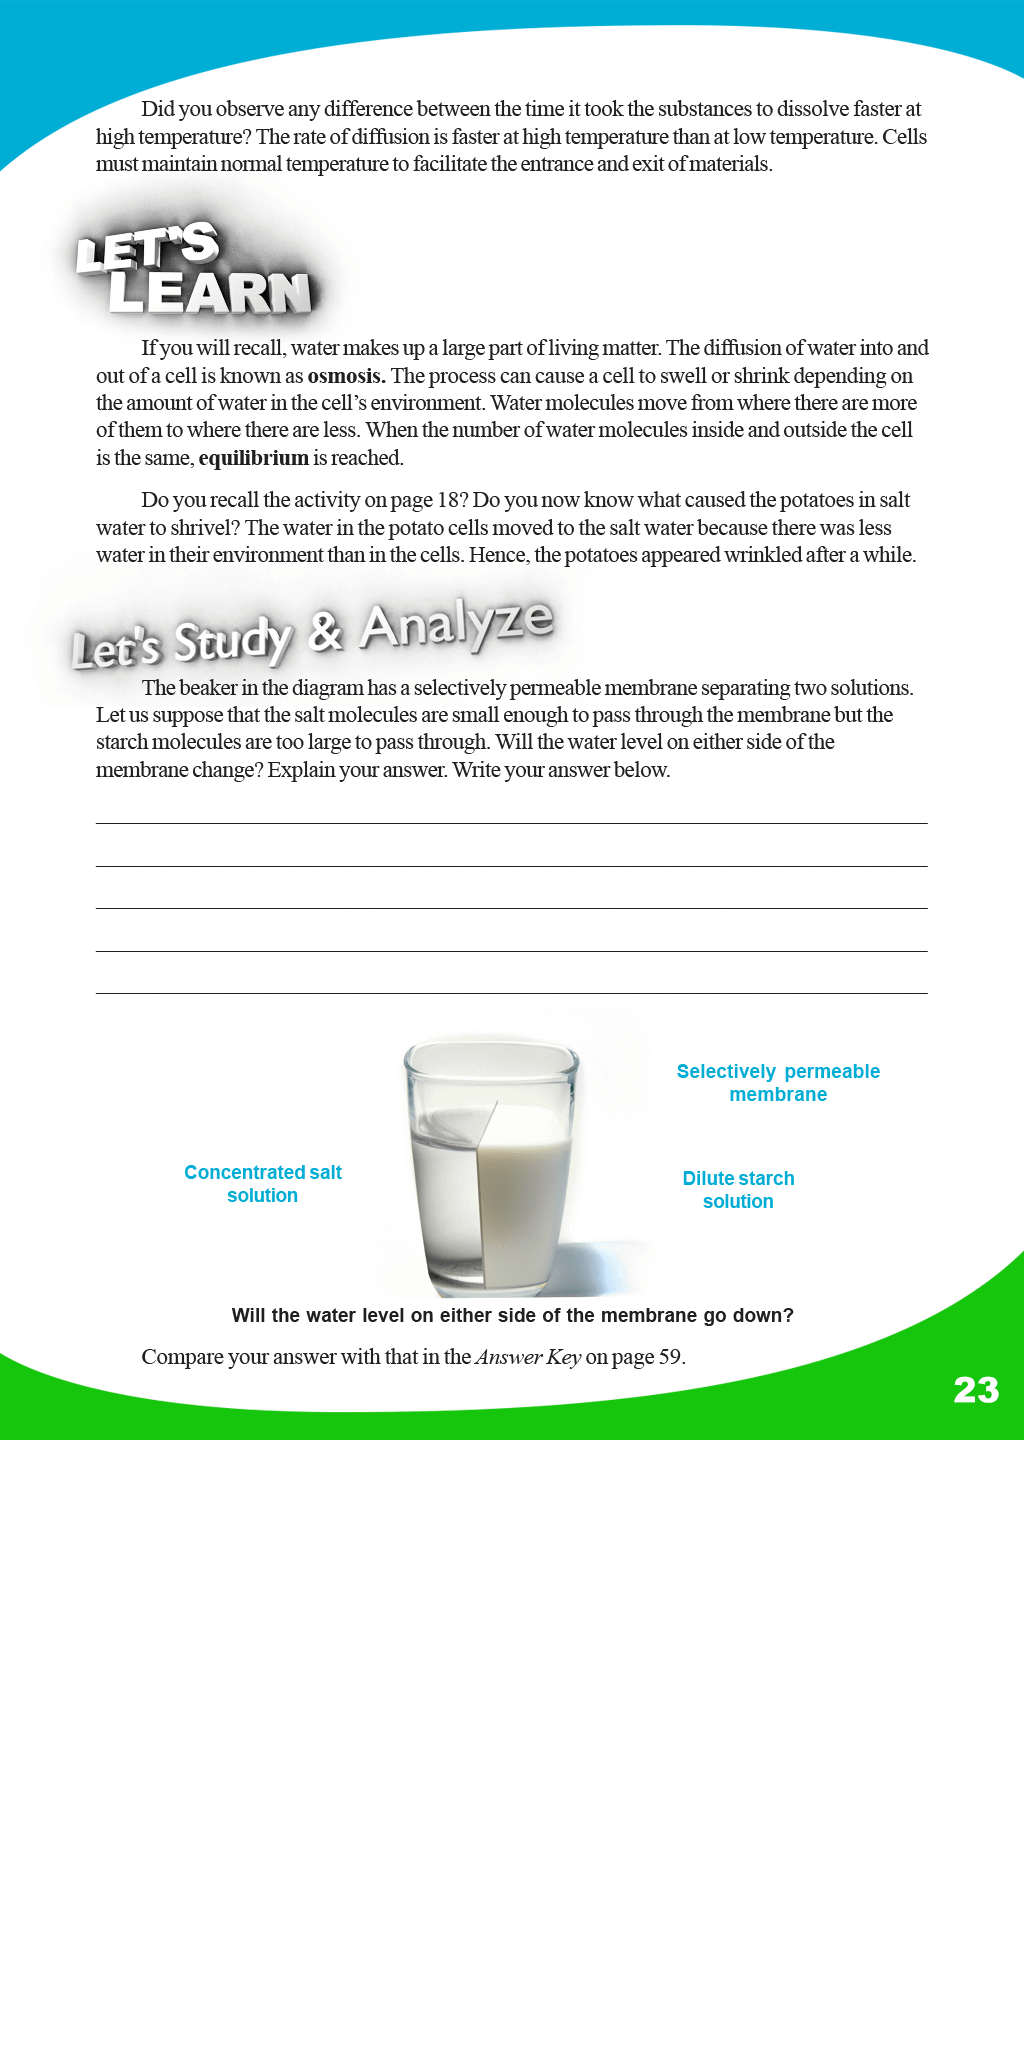 Did you observe any difference between the time it took the substances to dissolve faster at
high temperature? The rate of diffusion is faster at high temperature than at low temperature. Cells
must maintain normal temperature to facilitate the entrance and exit of materials.
LET'S
LEARN
If you will recall, water makes up a large part of living matter. The diffusion of water into and
out of a cell is known as osmosis. The process can cause a cell to swell or shrink depending on
the amount of water in the cell’s environment. Water molecules move from where there are more
of them to where there are less. When the number of water molecules inside and outside the cell
is the same, equilibrium is reached.
Do you recall the activity on page 18? Do you now know what caused the potatoes in salt
water to shrivel? The water in the potato cells moved to the salt water because there was less
water in their environment than in the cells. Hence, the potatoes appeared wrinkled after a while.
Let's Study & Analyze
The beaker in the diagram has a selectively permeable membrane separating two solutions.
Let us suppose that the salt molecules are small enough to pass through the membrane but the
starch molecules are too large to pass through. Will the water level on either side of the
membrane change? Explain your answer. Write your answer below.
Selectively permeable
membrane
Concentrated salt
solution
Dilute starch
solution
Will the water level on either side of the membrane go down?
Compare your answer with that in the Answer Key on page 59.
23